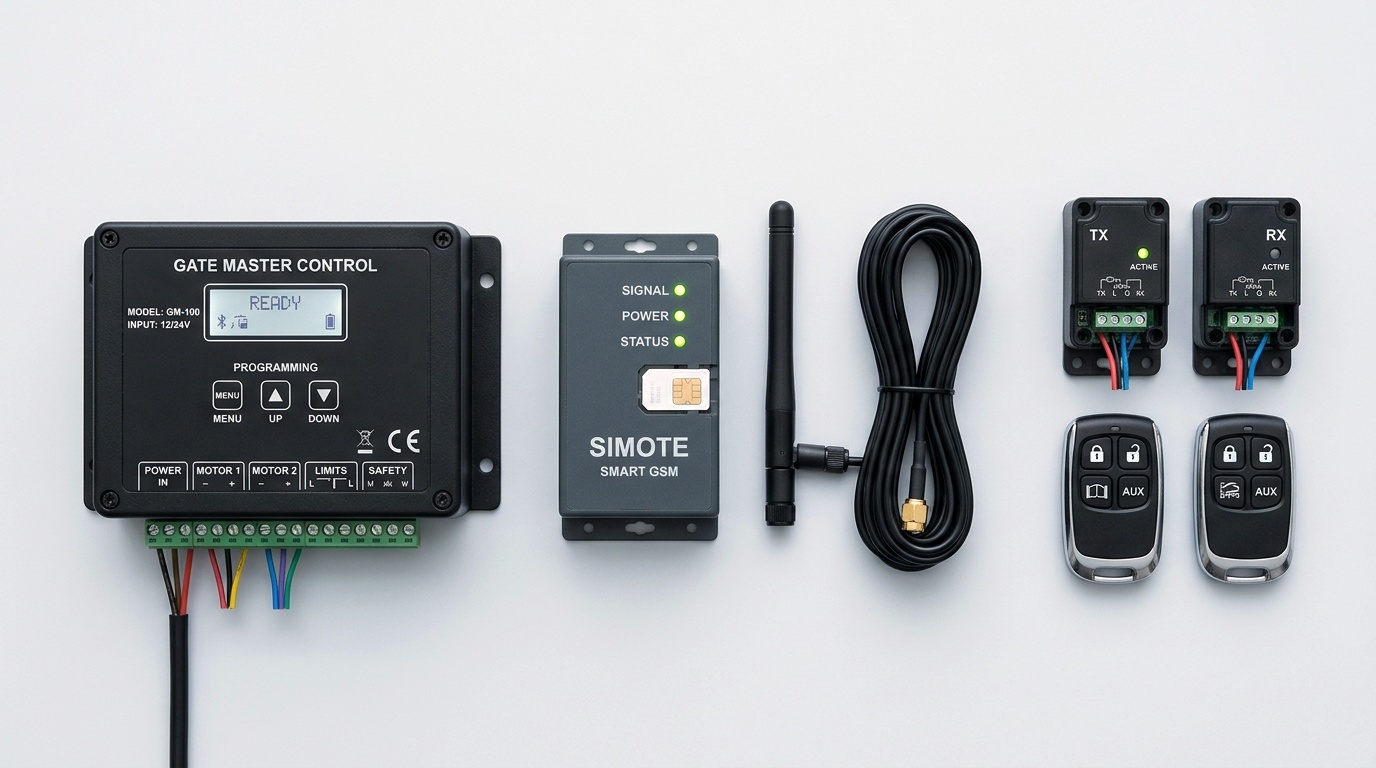 GATE MASTER CONTROL
READY
MODEL: GM-100
INPUT: 12/24V
PROGRAMMING
MENU
MENU
UP
DOWN
CE
POWER IN
MOTOR 1
- +
MOTOR 2
-
LIMITS
L L
SAFETY
M W
SIGNAL
POWER
STATUS
SIMOTE
SMART GSM
TX
ACTIVE
L
RX
ACTIVE
L
AUX
AUX